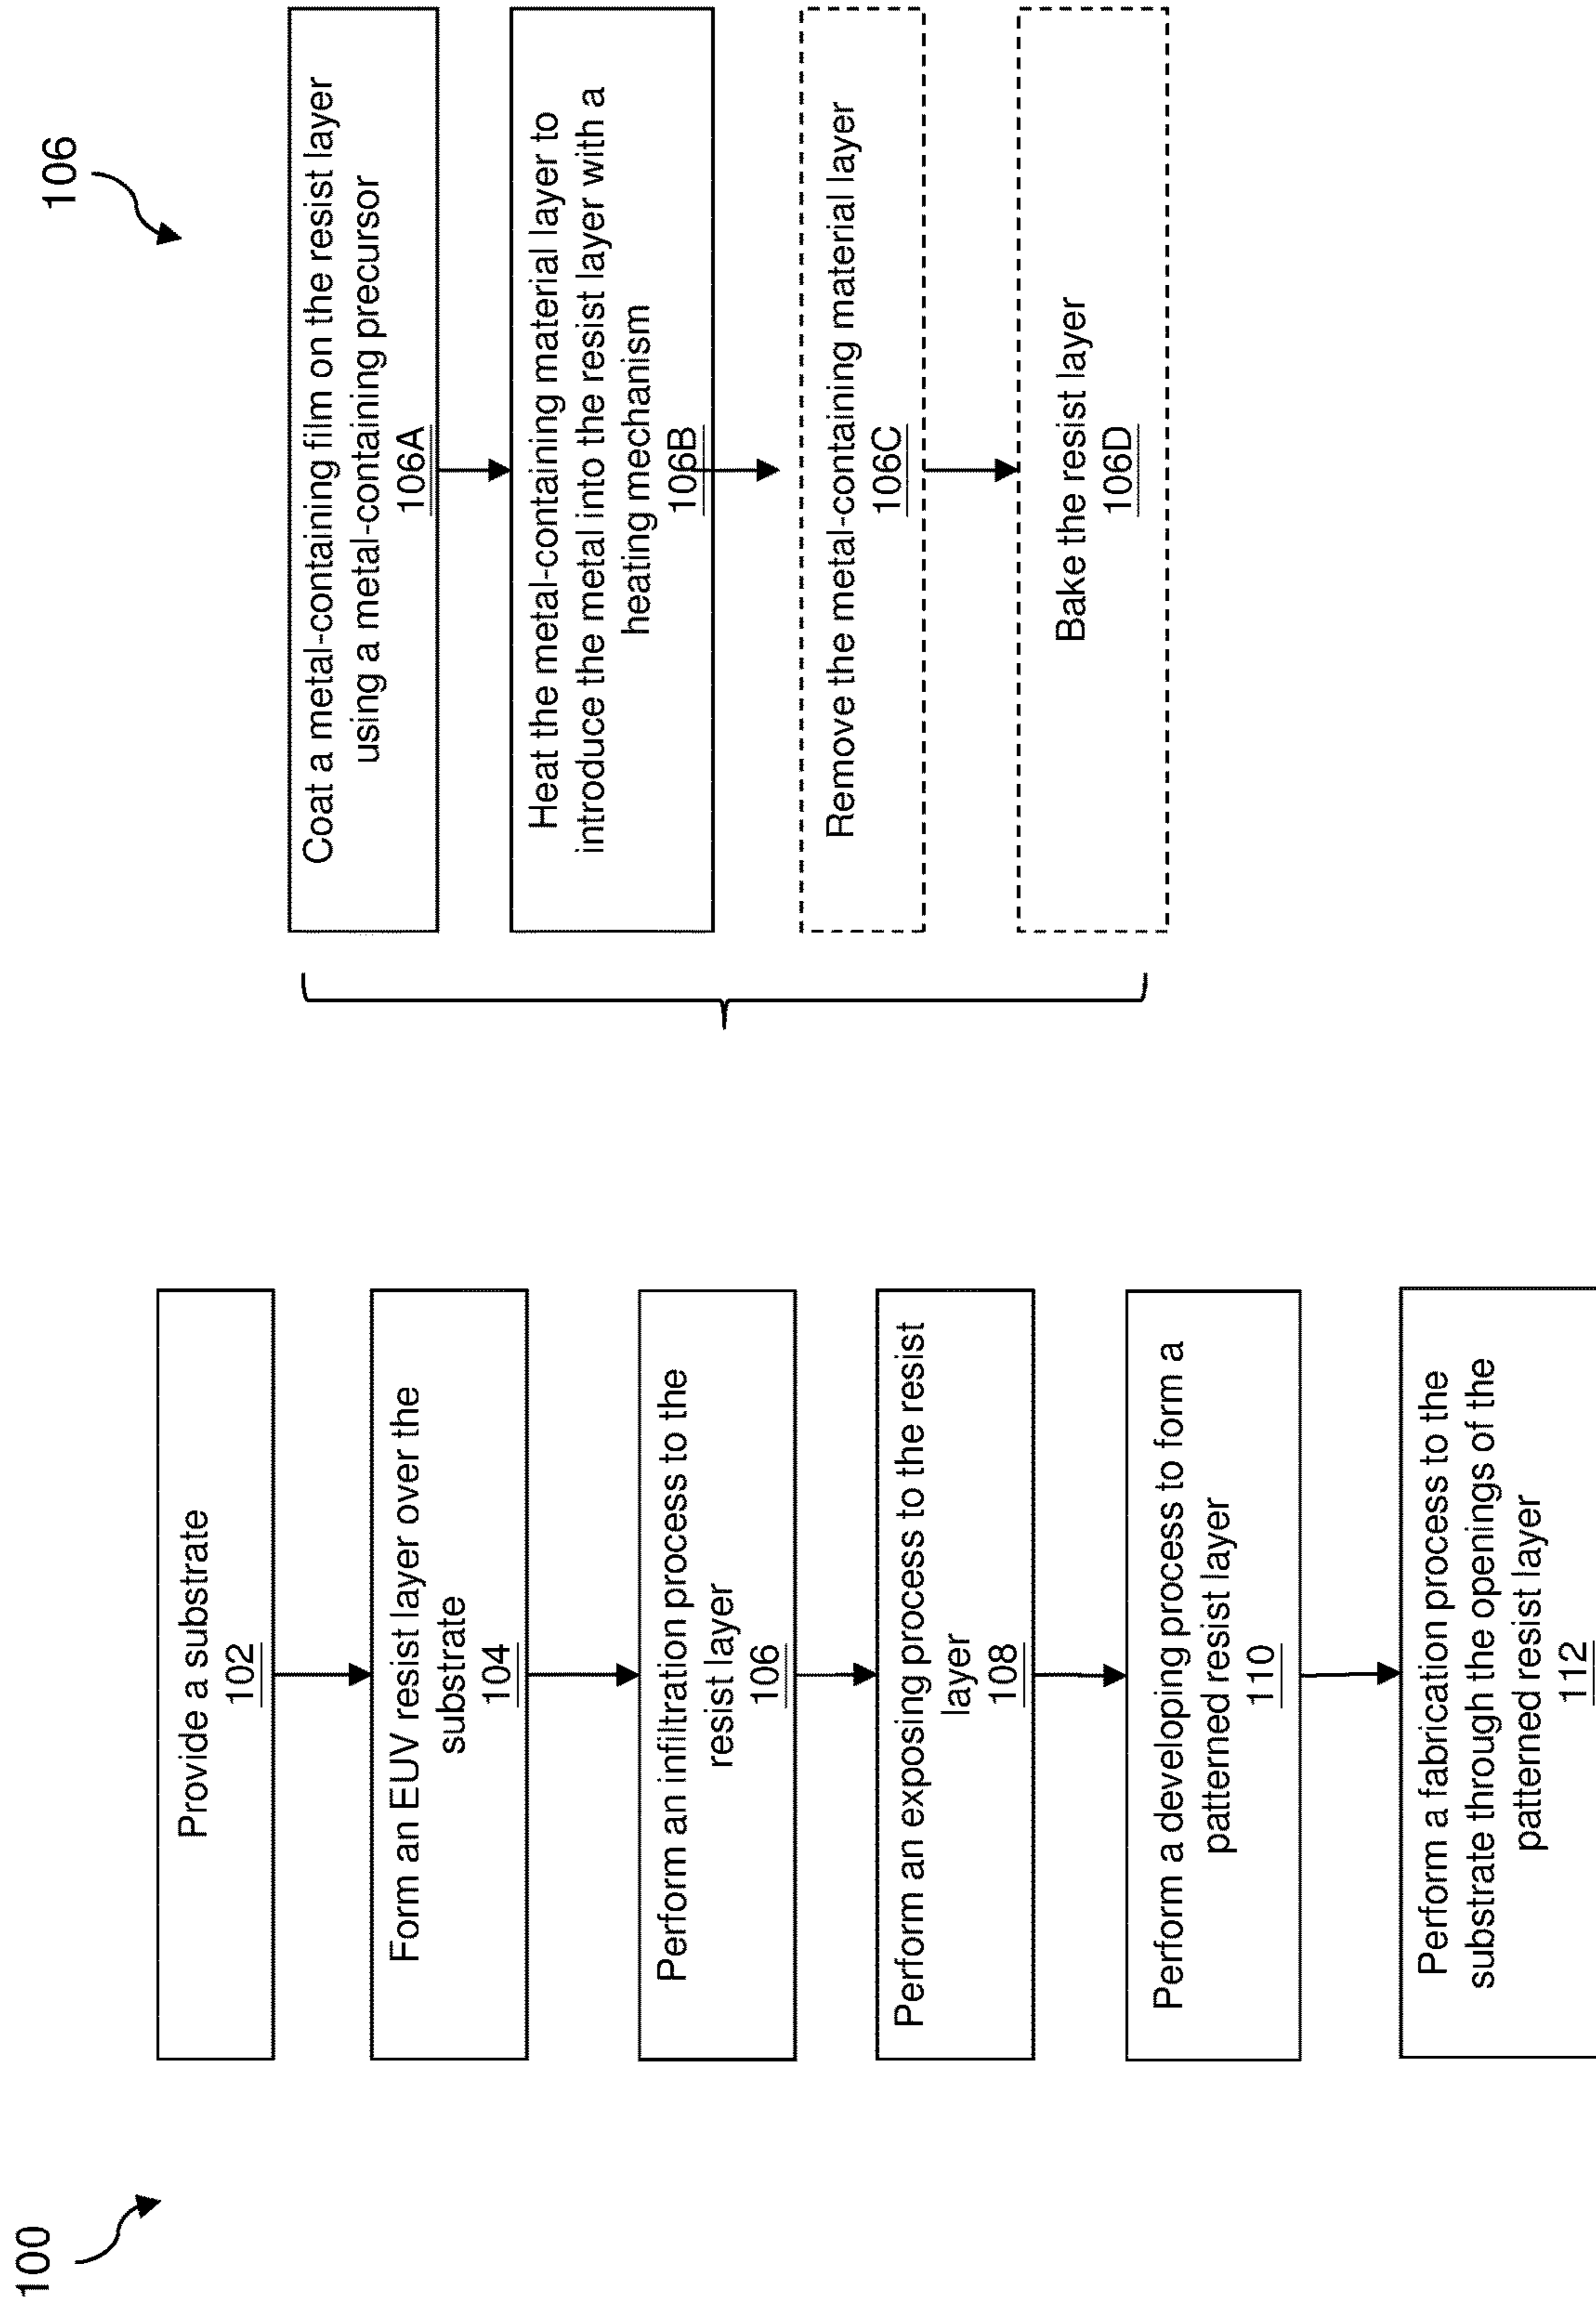 100
Provide a substrate
102
Form an EUV resist layer over the
substrate
104
Perform an infiltration process to the
resist layer
106
Perform an exposing process to the resist
layer
108
Perform a developing process to form a
patterned resist layer
110
Perform a fabrication process to the
substrate through the openings of the
patterned resist layer
112
106
Coat a metal-containing film on the resist layer
using a metal-containing precursor
106A
Heat the metal-containing material layer to
introduce the metal into the resist layer with a
heating mechanism
106B
Remove the metal-containing material layer
106C
Bake the resist layer
106D